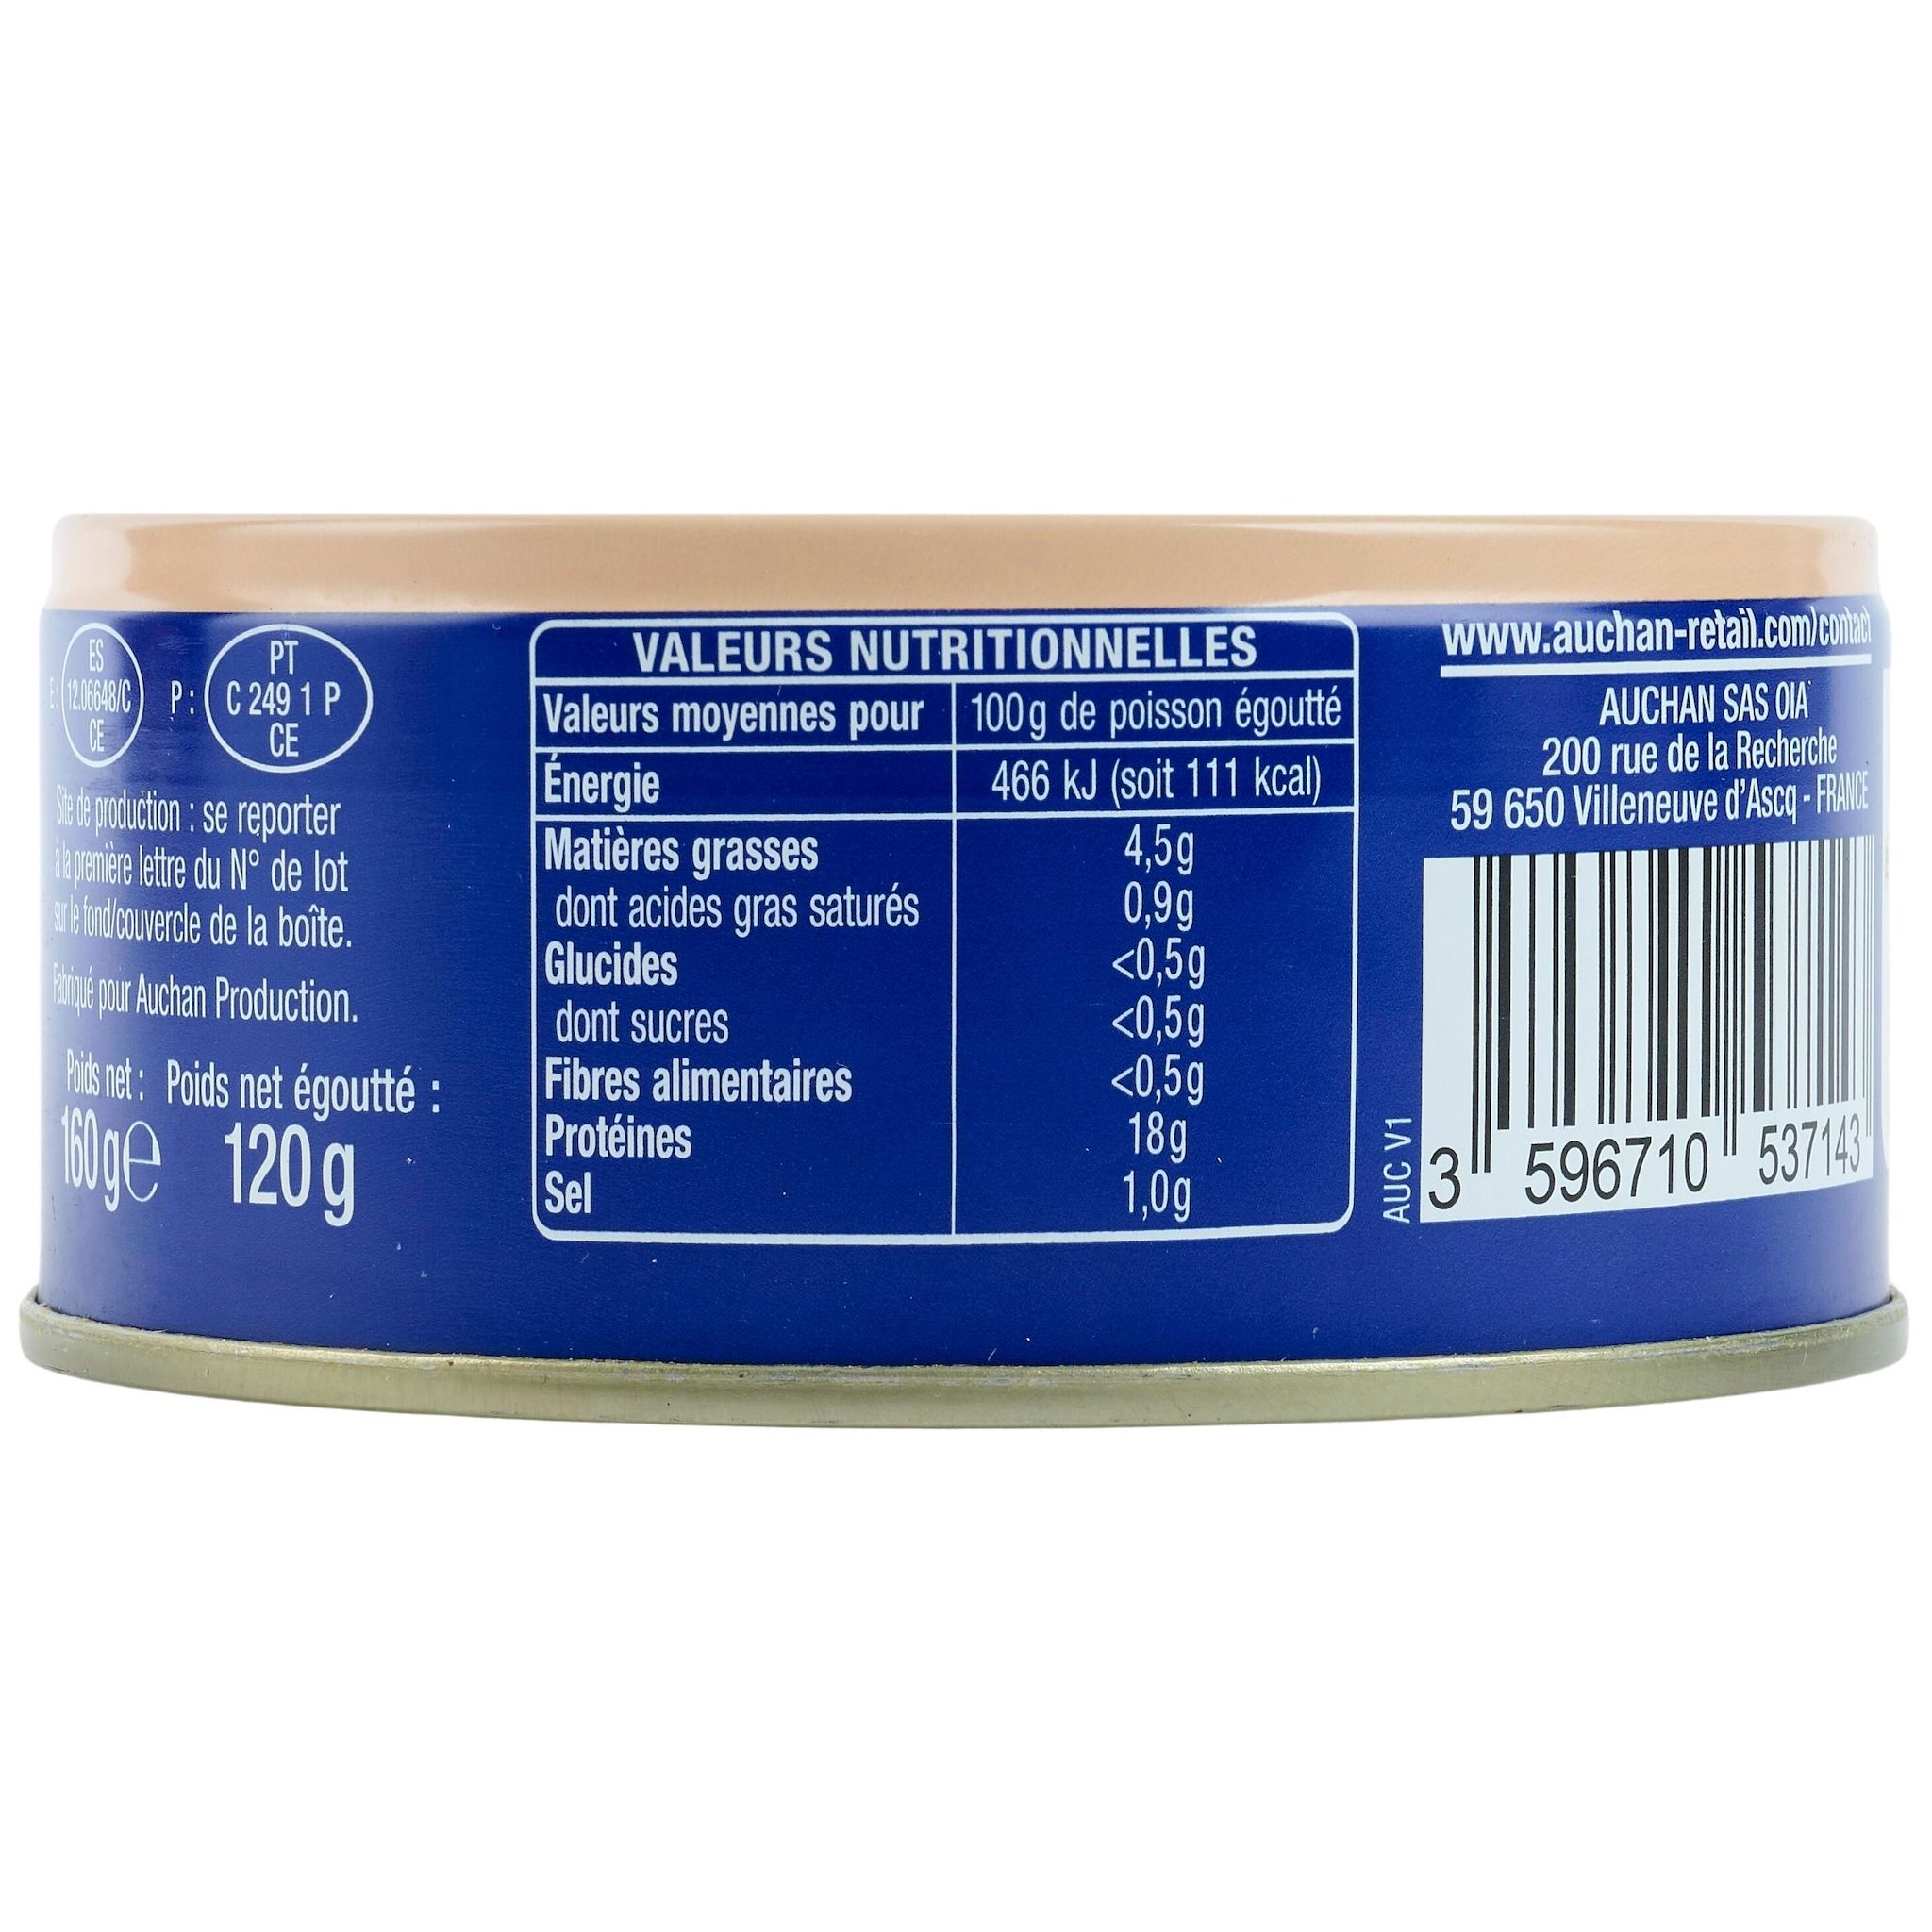 E :
ES
12.06648/C
CE
P :
PT
C 249 1 P
CE
Site de production : se reporter
à la première lettre du N° de lot
sur le fond/couvercle de la boîte.
Fabriqué pour Auchan Production.
Poids net : Poids net égoutté :
160g℮ 120g
VALEURS NUTRITIONNELLES
Valeurs moyennes pour 100g de poisson égoutté
Énergie 466 kJ (soit 111 kcal)
Matières grasses 4,5g
dont acides gras saturés 0,9g
Glucides <0,5g
dont sucres <0,5g
Fibres alimentaires <0,5g
Protéines 18g
Sel 1,0g
www.auchan-retail.com/contact
AUCHAN SAS OIA
200 rue de la Recherche
59 650 Villeneuve d'Ascq - FRANCE
AUC V1
3 596710 537143